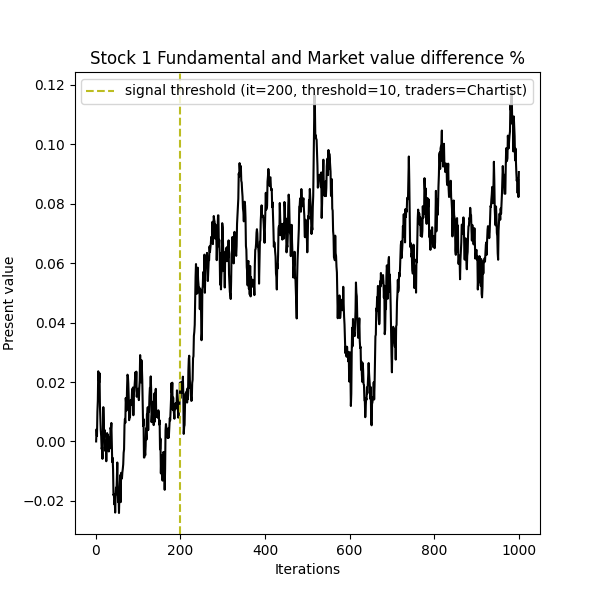 Stock 1 Fundamental and Market value difference %
signal threshold (it=200, threshold=10, traders=Chartist)
0.12
0.10
0.08
0.06
0.04
0.02
0.00
−0.02
Present value
0 200 400 600 800 1000
Iterations